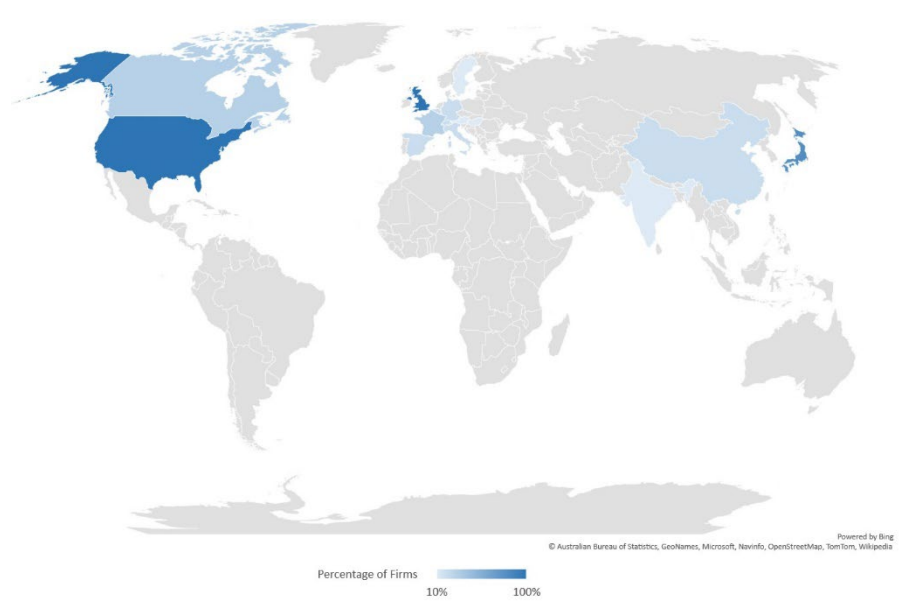 Powered by Bing
© Australian Bureau of Statistics, GeoNames, Microsoft, Navinfo, OpenStreetMap, TomTom, Wikipedia
Percentage of Firms
10% 100%